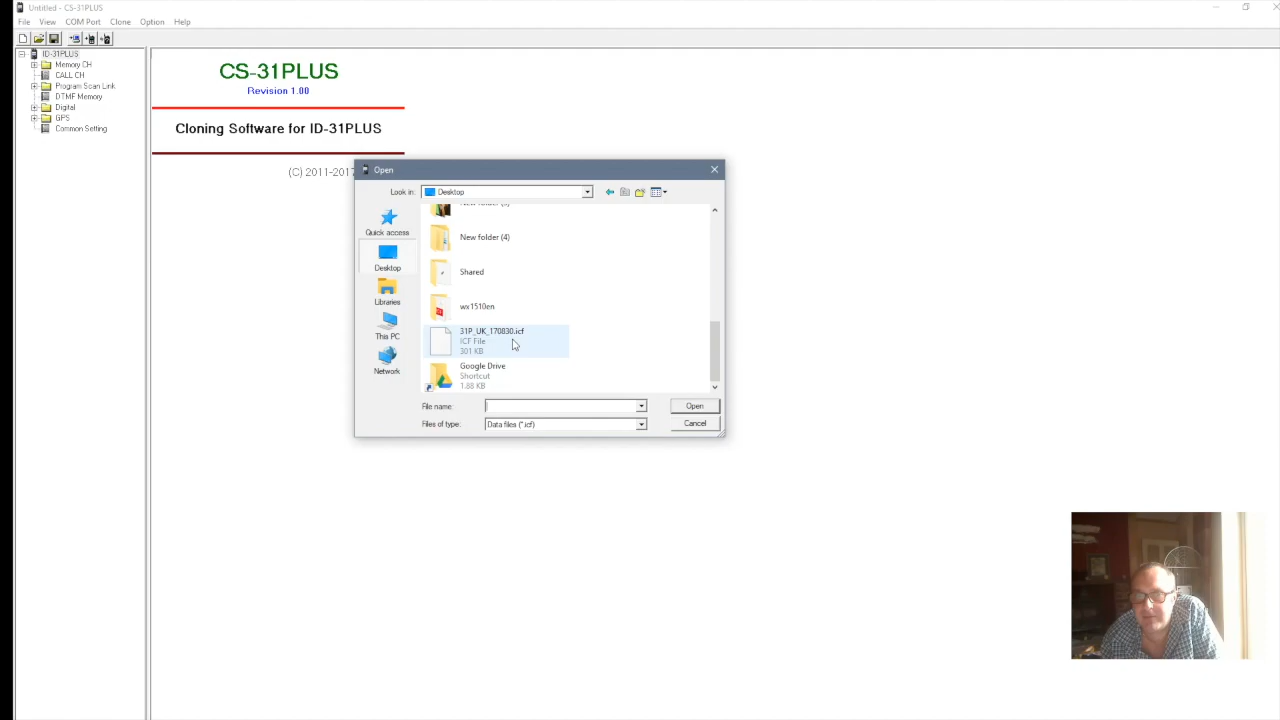 Untitled - CS-31PLUS
File View COM Port Clone Option Help
ID-31PLUS
Memory CH
CALL CH
Program Scan Link
DTMF Memory
Digital
GPS
Common Setting
CS-31PLUS
Revision 1.00
Cloning Software for ID-31PLUS
(C) 2011-2017
Open
Look in: Desktop
Quick access
Desktop
Libraries
This PC
Network
New folder (4)
Shared
wx1510en
31P_UK_170830.icf
ICF File
301 KB
Google Drive
Shortcut
1.88 KB
File name: Open
Files of type: Data files (*.icf) Cancel